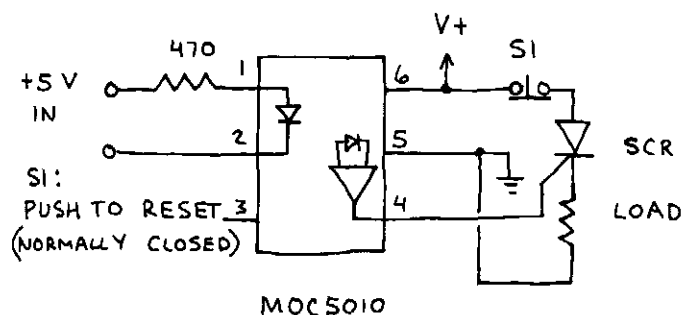 470
V+
S1
+5 V
IN
1
2
3
6
5
4
SCR
LOAD
S1:
PUSH TO RESET
(NORMALLY CLOSED)
MOC5010